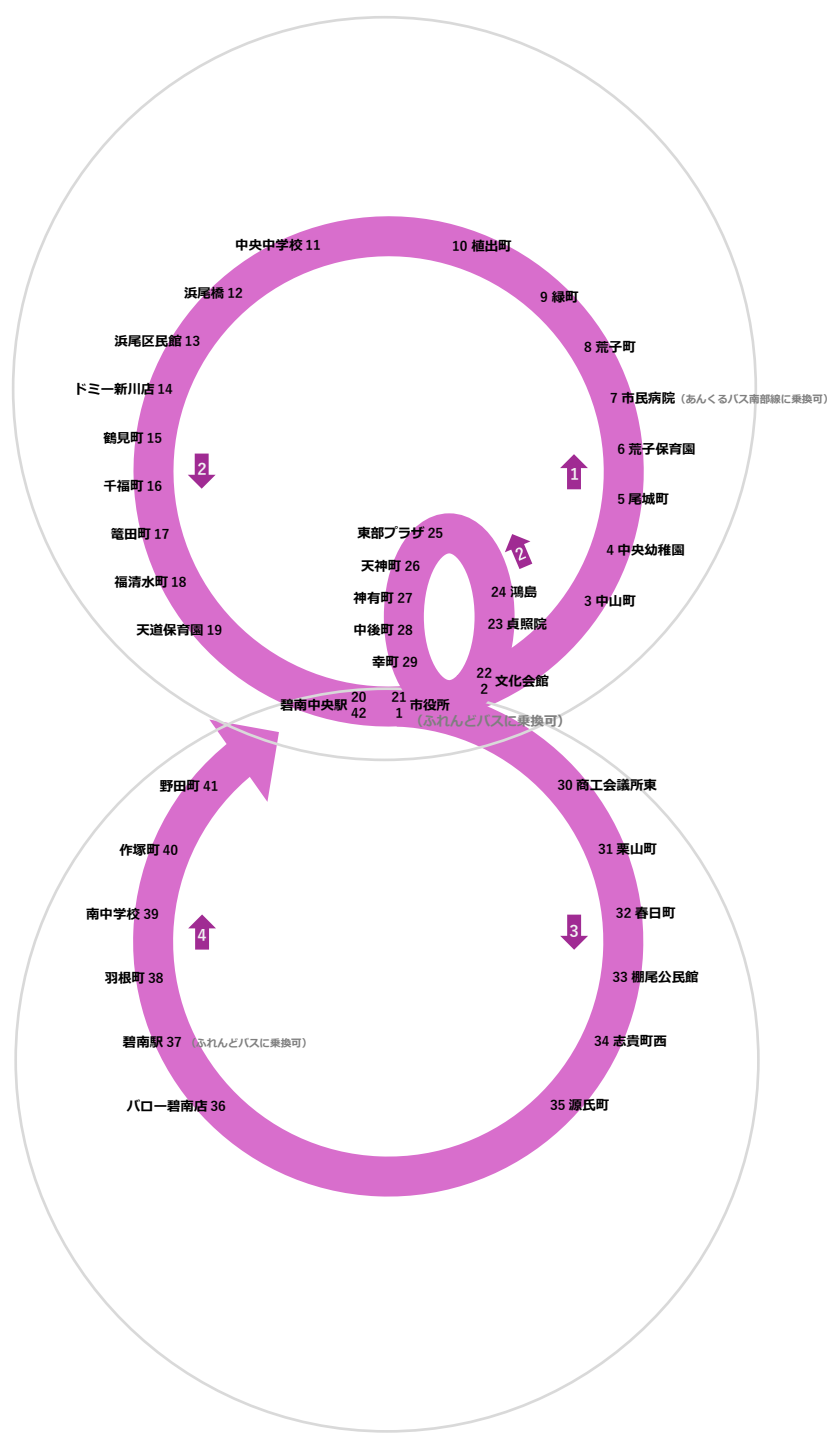 中央中学校 11
10 植出町
浜尾橋 12
9 緑町
浜尾区民館 13
8 荒子町
ドミー新川店 14
7 市民病院 (あんくるバス南部線に乗換可)
鶴見町 15
6 荒子保育園
2
1
千福町 16
5 尾城町
篭田町 17
東部プラザ 25
2
4 中央幼稚園
天神町 26
福清水町 18
24 鴻島
神有町 27
3 中山町
天道保育園 19
中後町 28
23 貞照院
幸町 29
22
2
文化会館
碧南中央駅
20
42
21
1
市役所
(ふれんどバスに乗換可)
野田町 41
30 商工会議所東
作塚町 40
31 栗山町
南中学校 39
32 春日町
4
3
羽根町 38
33 棚尾公民館
碧南駅 37 (ふれんどバスに乗換可)
34 志貴町西
バロー碧南店 36
35 源氏町